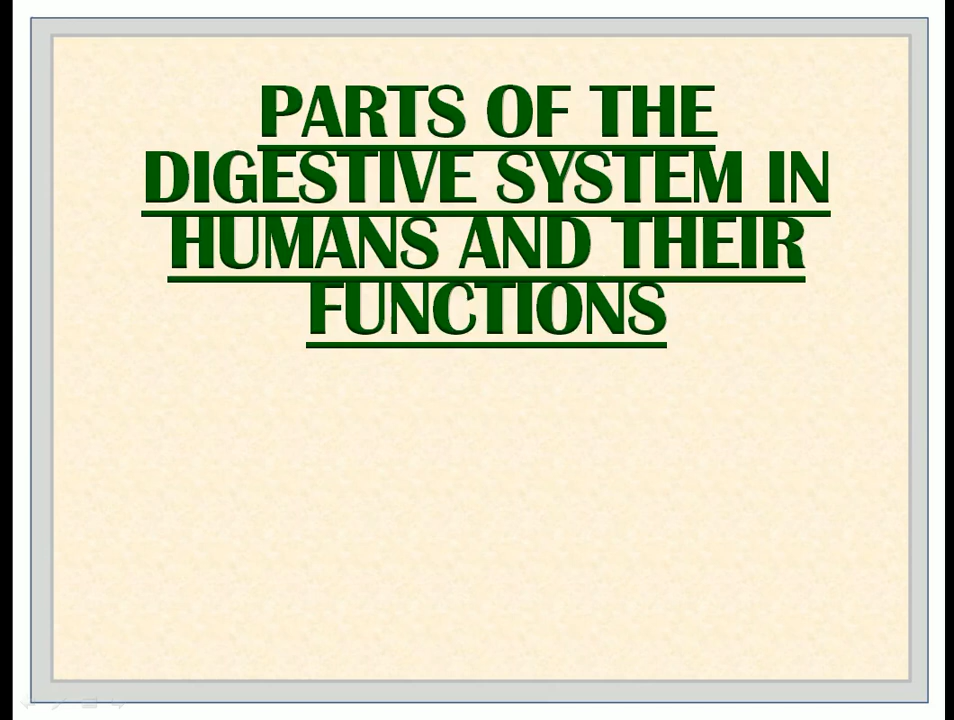 PARTS OF THE
DIGESTIVE SYSTEM IN
HUMANS AND THEIR
FUNCTIONS